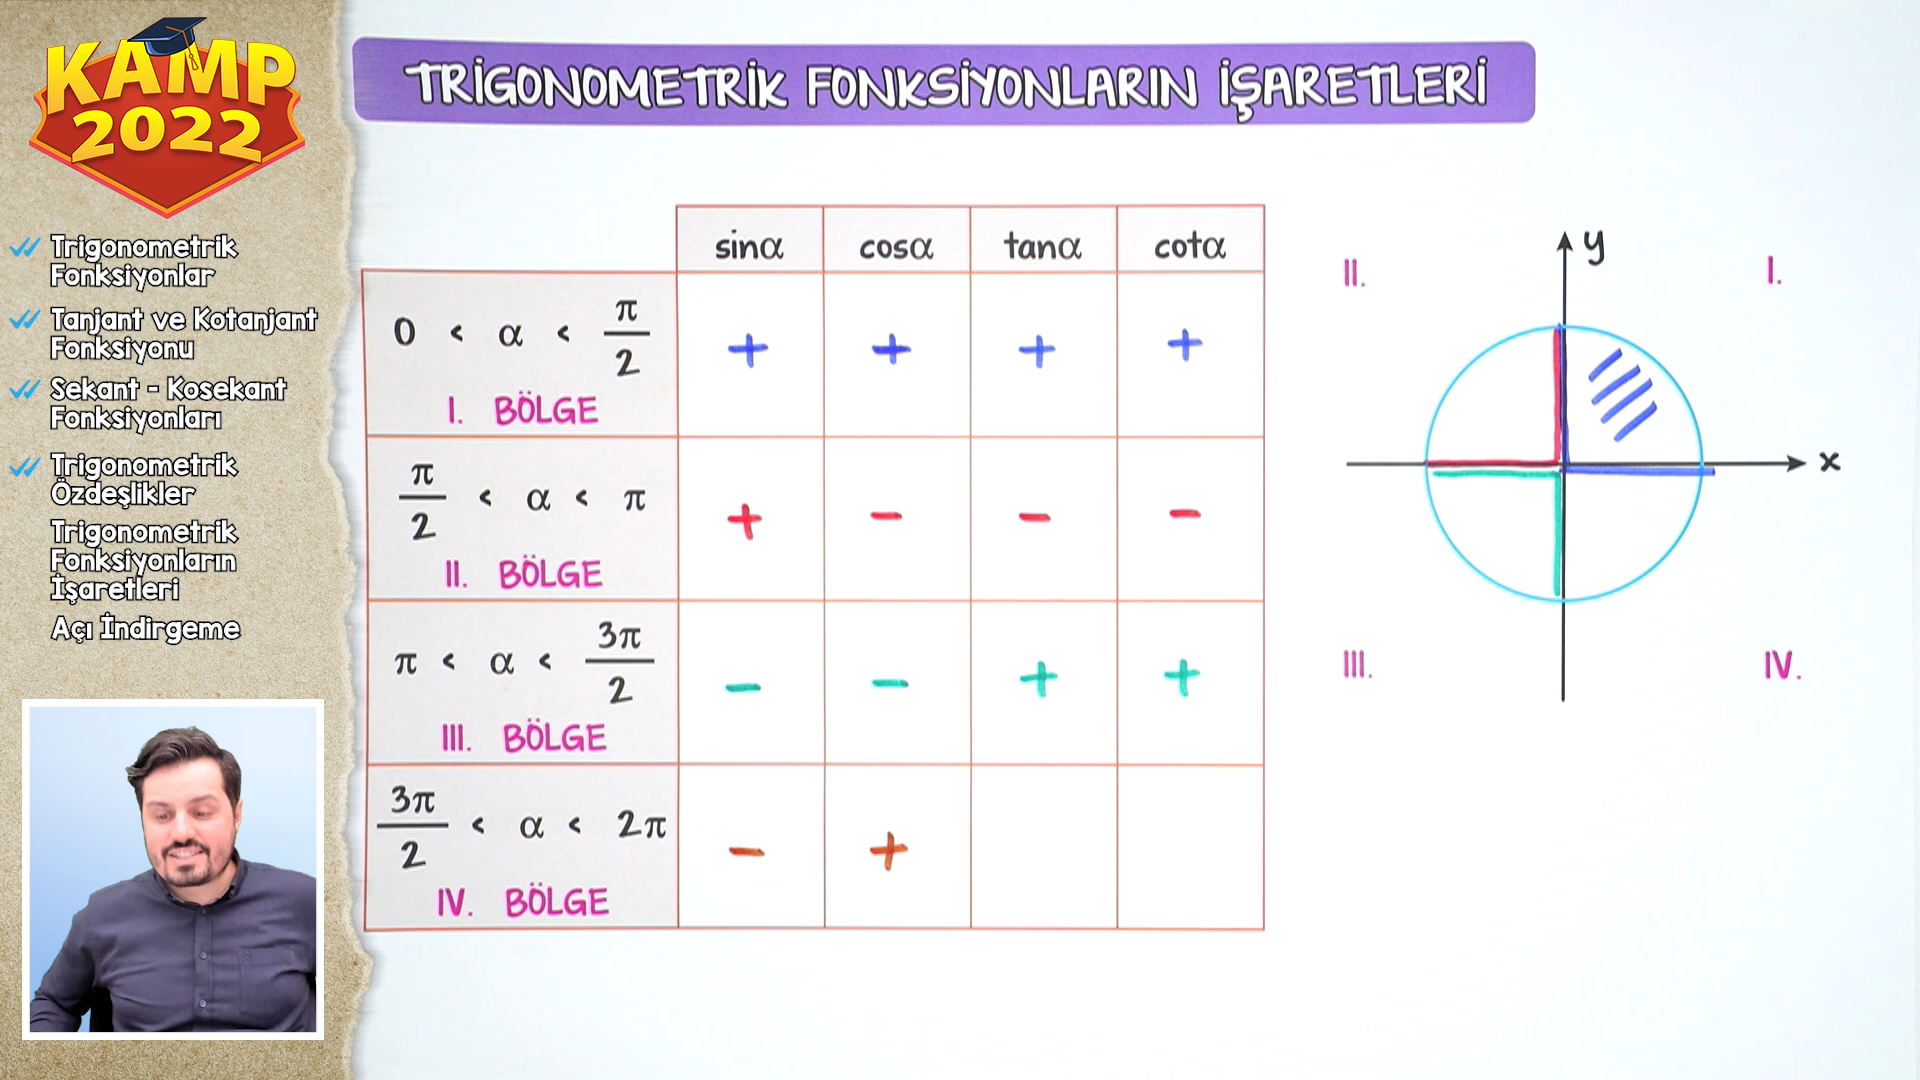 KAMP
2022
Trigonometrik
Fonksiyonlar
Tanjant ve Kotanjant
Fonksiyonu
Sekant - Kosekant
Fonksiyonları
Trigonometrik
Özdeşlikler
Trigonometrik
Fonksiyonların
İşaretleri
Açı İndirgeme
TRİGONOMETRİK FONKSİYONLARIN İŞARETLERİ
sinα cosα tanα cotα
0 < α < π/2 + + + +
I. BÖLGE
π/2 < α < π + - - -
II. BÖLGE
π < α < 3π/2 - - + +
III. BÖLGE
3π/2 < α < 2π - +
IV. BÖLGE
y
II. I.
x
III. IV.